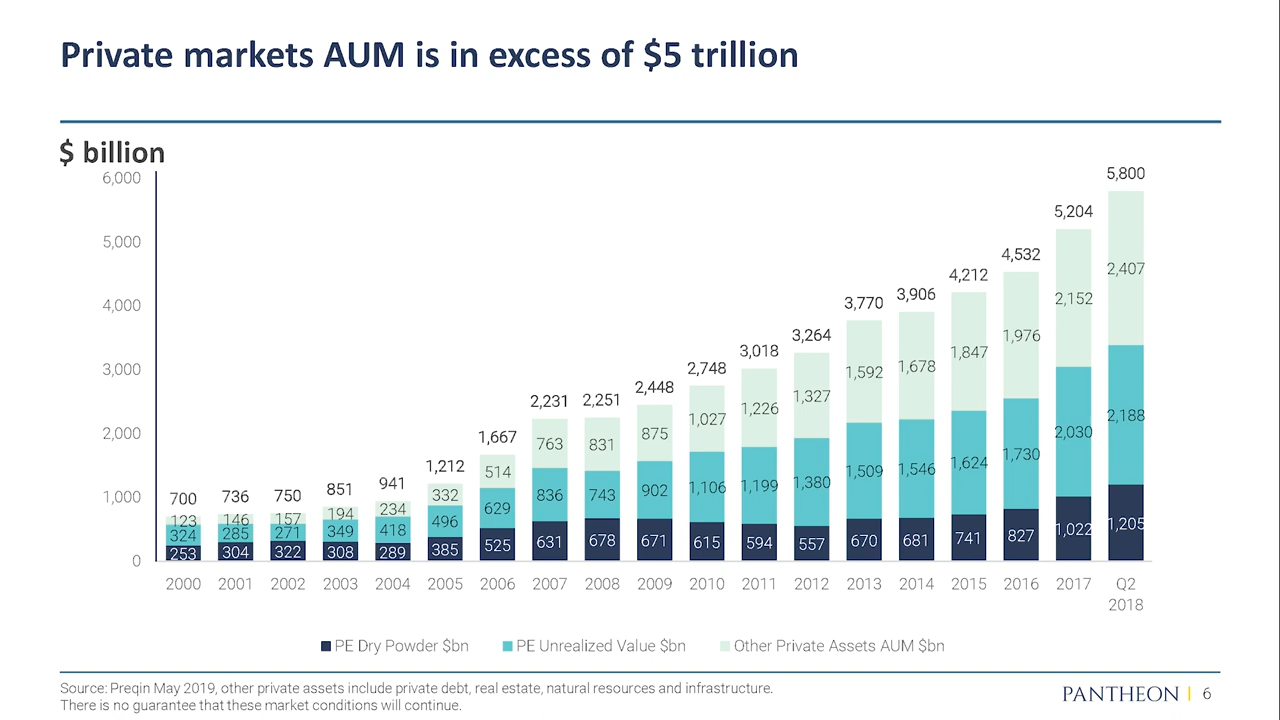 Private markets AUM is in excess of $5 trillion
$ billion
6,000
5,000
4,000
3,000
2,000
1,000
0
700 736 750 851 941 1,212 1,667 2,231 2,251 2,448 2,748 3,018 3,264 3,770 3,906 4,212 4,532 5,204 5,800
123 146 157 194 234 332 514 763 831 875 1,027 1,226 1,327 1,592 1,678 1,847 1,976 2,152 2,407
324 285 271 349 418 496 629 836 743 902 1,106 1,199 1,380 1,509 1,546 1,624 1,730 2,030 2,188
253 304 322 308 289 385 525 631 678 671 615 594 557 670 681 741 827 1,022 1,205
2000 2001 2002 2003 2004 2005 2006 2007 2008 2009 2010 2011 2012 2013 2014 2015 2016 2017 Q2
2018
PE Dry Powder $bn PE Unrealized Value $bn Other Private Assets AUM $bn
Source: Preqin May 2019, other private assets include private debt, real estate, natural resources and infrastructure.
There is no guarantee that these market conditions will continue.
PANTHEON | 6